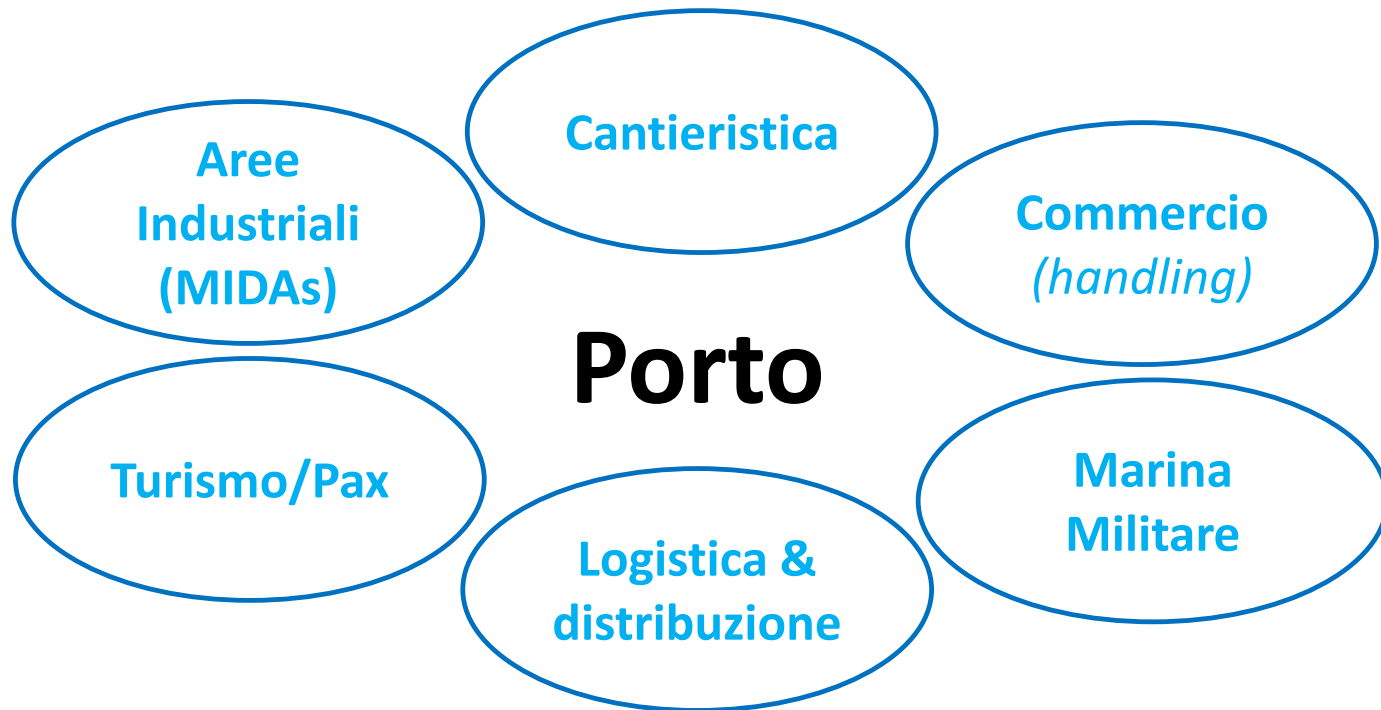 Cantieristica
Aree
Industriali
(MIDAs)
Commercio
(handling)
Porto
Turismo/Pax
Marina
Militare
Logistica &
distribuzione